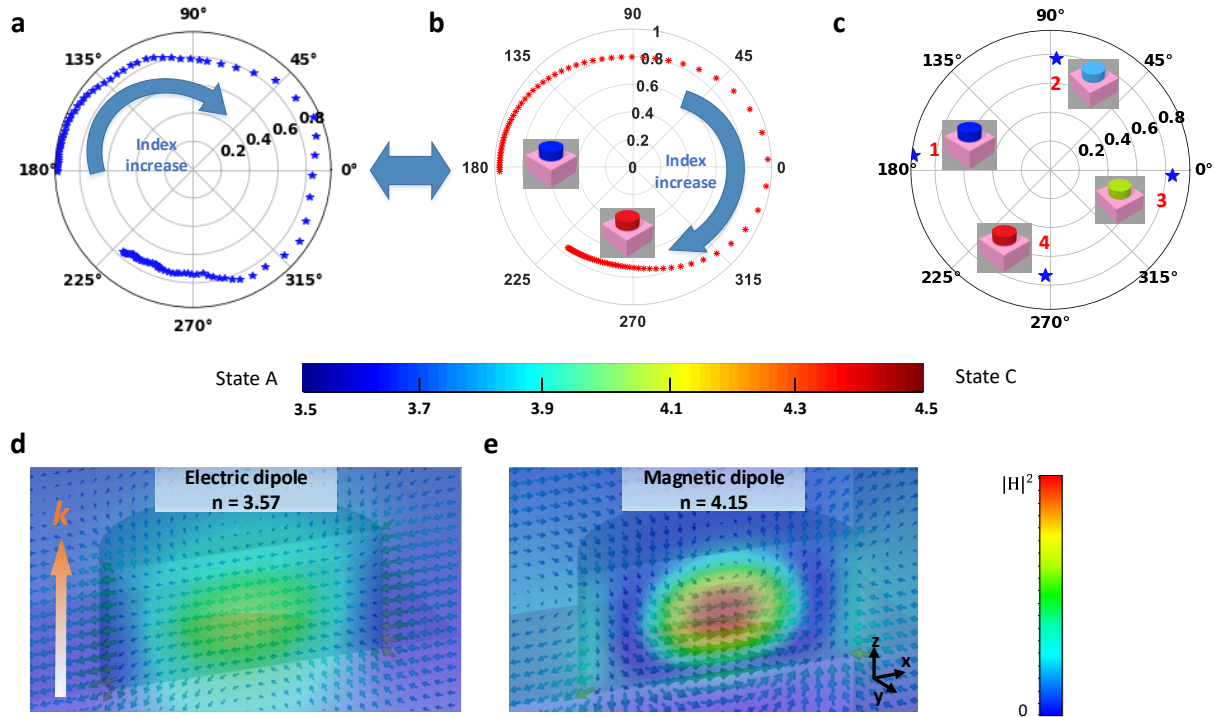 a
90°
135°
45°
180°
0°
225°
315°
270°
0.2
0.4
0.6
0.8
Index
increase
b
90
135
45
180
0
225
315
270
1
0.8
0.6
0.4
0.2
0
Index
increase
c
90°
135°
45°
180°
0°
225°
315°
270°
0.2
0.4
0.6
0.8
1
2
3
4
State A
State C
3.5
3.7
3.9
4.1
4.3
4.5
d
Electric dipole
n = 3.57
k
e
Magnetic dipole
n = 4.15
z
x
y
|H|²
0